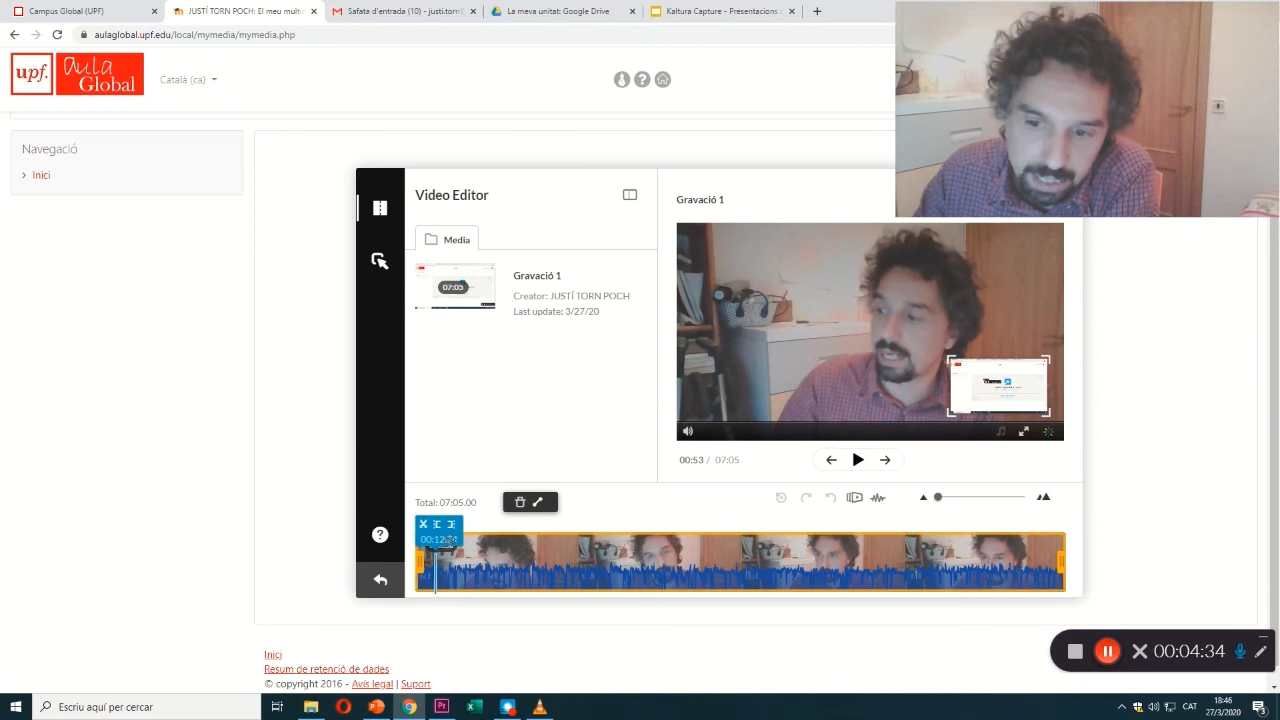 Campus Global (UPF)
JUSTÍ TORN POCH: El meu multi
Safata d'entrada (10) - justi.torn@
La meva unitat: Google Drive
Kaltura Capture - Presentacions
aulaglobal.upf.edu/local/mymedia/mymedia.php
upf.
aula
Global
Català (ca)
Navegació
Inici
Video Editor
Media
07:05
Gravació 1
Creator: JUSTÍ TORN POCH
Last update: 3/27/20
Gravació 1
00:53 / 07:05
Total: 07:05.00
Inici
Resum de retenció de dades
© copyright 2016 - Avís legal | Suport
00:04:34
Escriu aquí per cercar
CAT
18:46
27/3/2020
3